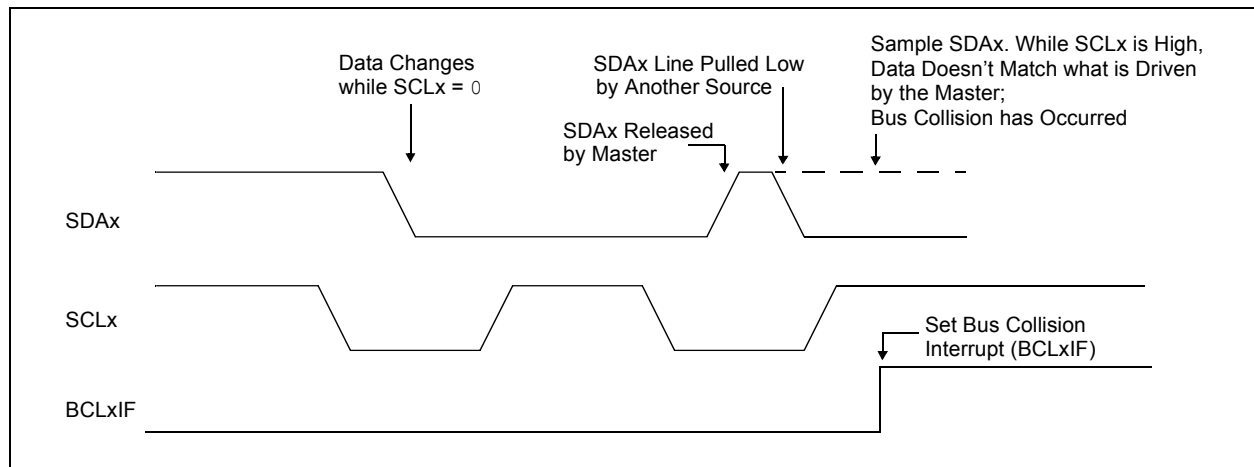 Data Changes
while SCLx = 0
SDAx Line Pulled Low
by Another Source
SDAx Released
by Master
Sample SDAx. While SCLx is High,
Data Doesn’t Match what is Driven
by the Master;
Bus Collision has Occurred
SDAx
SCLx
Set Bus Collision
Interrupt (BCLxIF)
BCLxIF